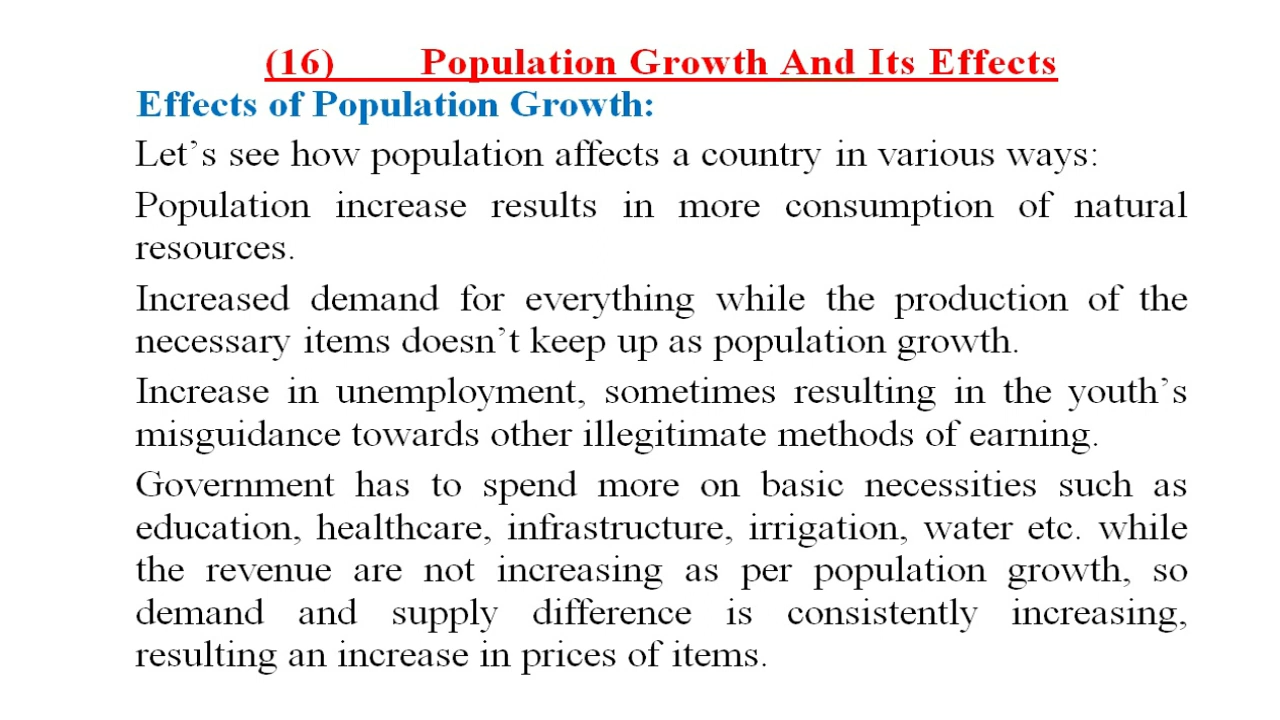 (16) Population Growth And Its Effects
Effects of Population Growth:
Let’s see how population affects a country in various ways:
Population increase results in more consumption of natural
resources.
Increased demand for everything while the production of the
necessary items doesn’t keep up as population growth.
Increase in unemployment, sometimes resulting in the youth’s
misguidance towards other illegitimate methods of earning.
Government has to spend more on basic necessities such as
education, healthcare, infrastructure, irrigation, water etc. while
the revenue are not increasing as per population growth, so
demand and supply difference is consistently increasing,
resulting an increase in prices of items.